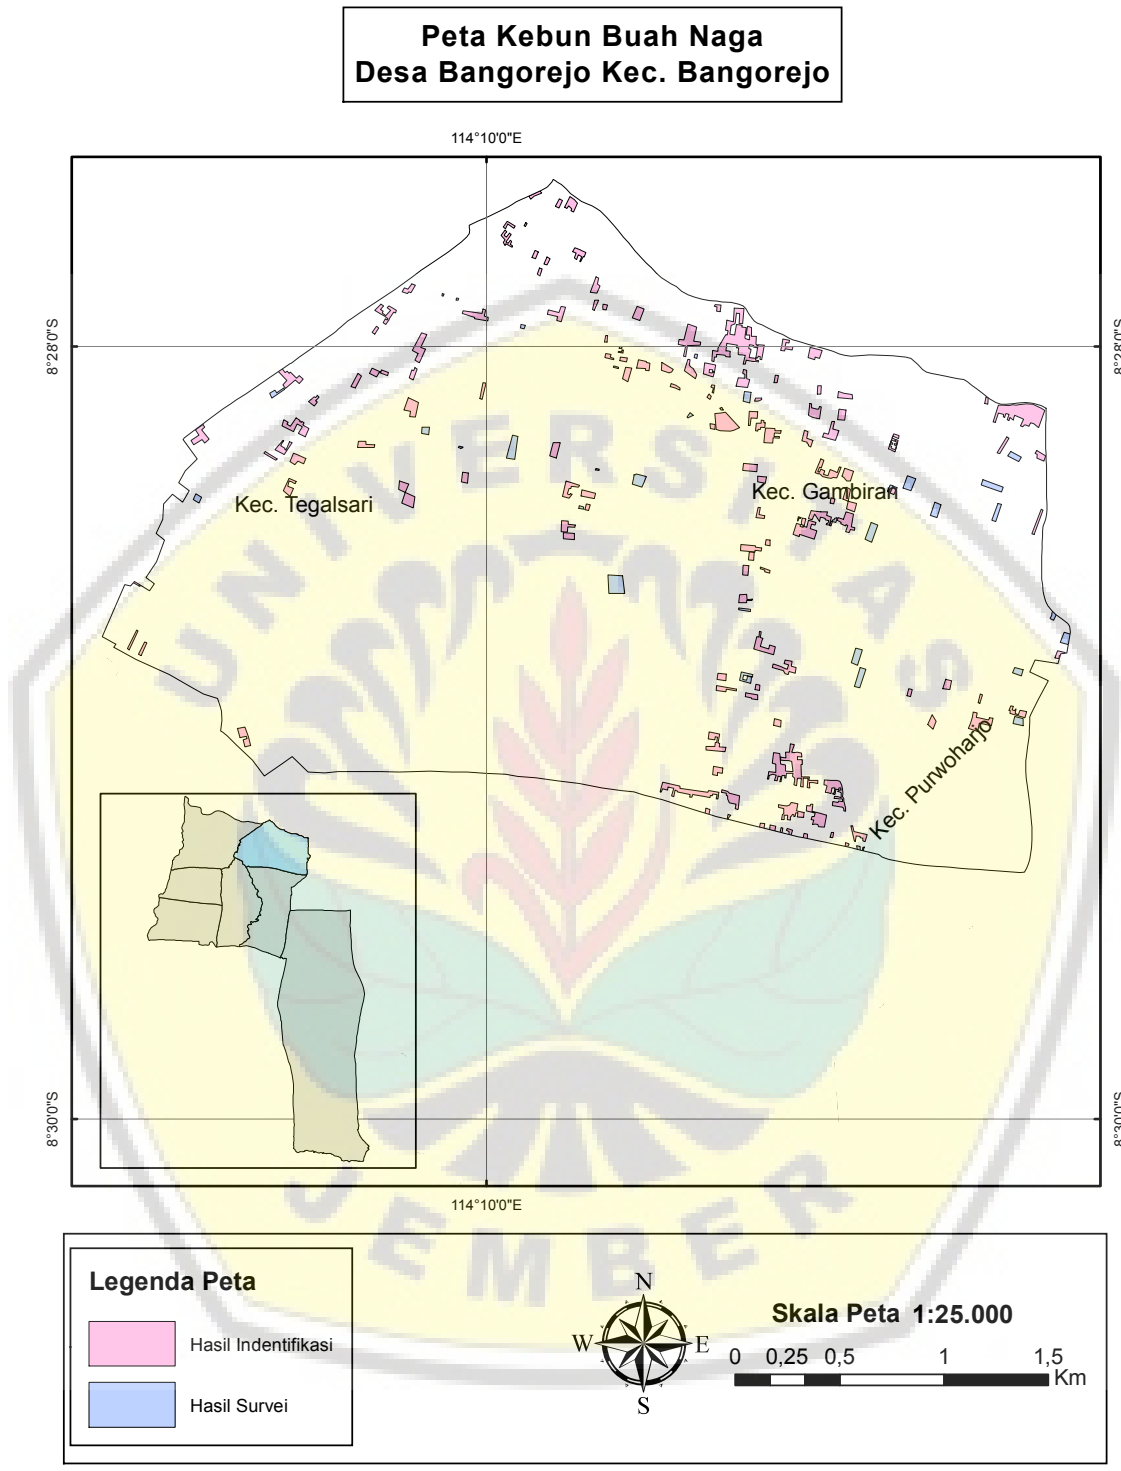 Peta Kebun Buah Naga
Desa Bangorejo Kec. Bangorejo
114°10'0"E
8°28'0"S
8°28'0"S
UNIVERSITAS
Kec. Tegalsari
Kec. Gambiran
Kec. Purwoharjo
8°30'0"S
8°30'0"S
114°10'0"E
JEMBER
Legenda Peta
Hasil Indentifikasi
Hasil Survei
N
W
E
S
Skala Peta 1:25.000
0 0,25 0,5 1 1,5
Km